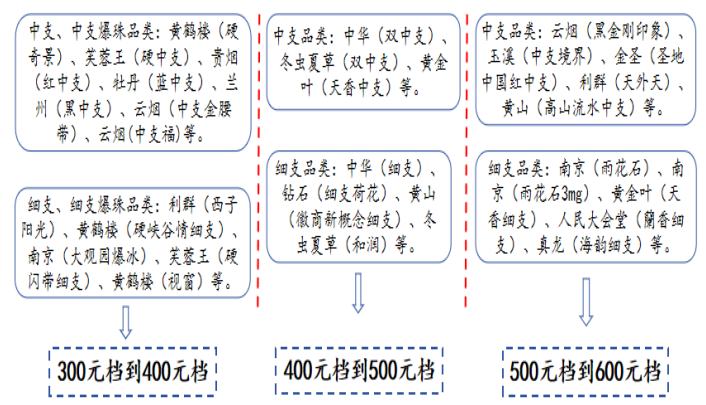 中支、中支爆珠品类：黄鹤楼（硬
奇景）、芙蓉王（硬中支）、贵烟
（红中支）、牡丹（蓝中支）、兰
州（黑中支）、云烟（中支金腰
带）、云烟(中支福)等。
细支、细支爆珠品类：利群（西子
阳光）、黄鹤楼（硬峡谷情细支）、
南京（大观园爆冰）、芙蓉王（硬
闪带细支）、黄鹤楼（视窗）等。
300元档到400元档
中支品类：中华（双中支）、
冬虫夏草（双中支）、黄金
叶（天香中支）等。
细支品类：中华（细支）、
钻石（细支荷花）、黄山
（徽商新概念细支）、冬
虫夏草（和润）等。
400元档到500元档
中支品类：云烟（黑金刚印象）、
玉溪（中支境界）、金圣（圣地
中国红中支）、利群（天外天）、
黄山（高山流水中支）等。
细支品类：南京（雨花石）、南
京（雨花石3mg）、黄金叶（天
香细支）、人民大会堂（蘭香细
支）、真龙（海韵细支）等。
500元档到600元档